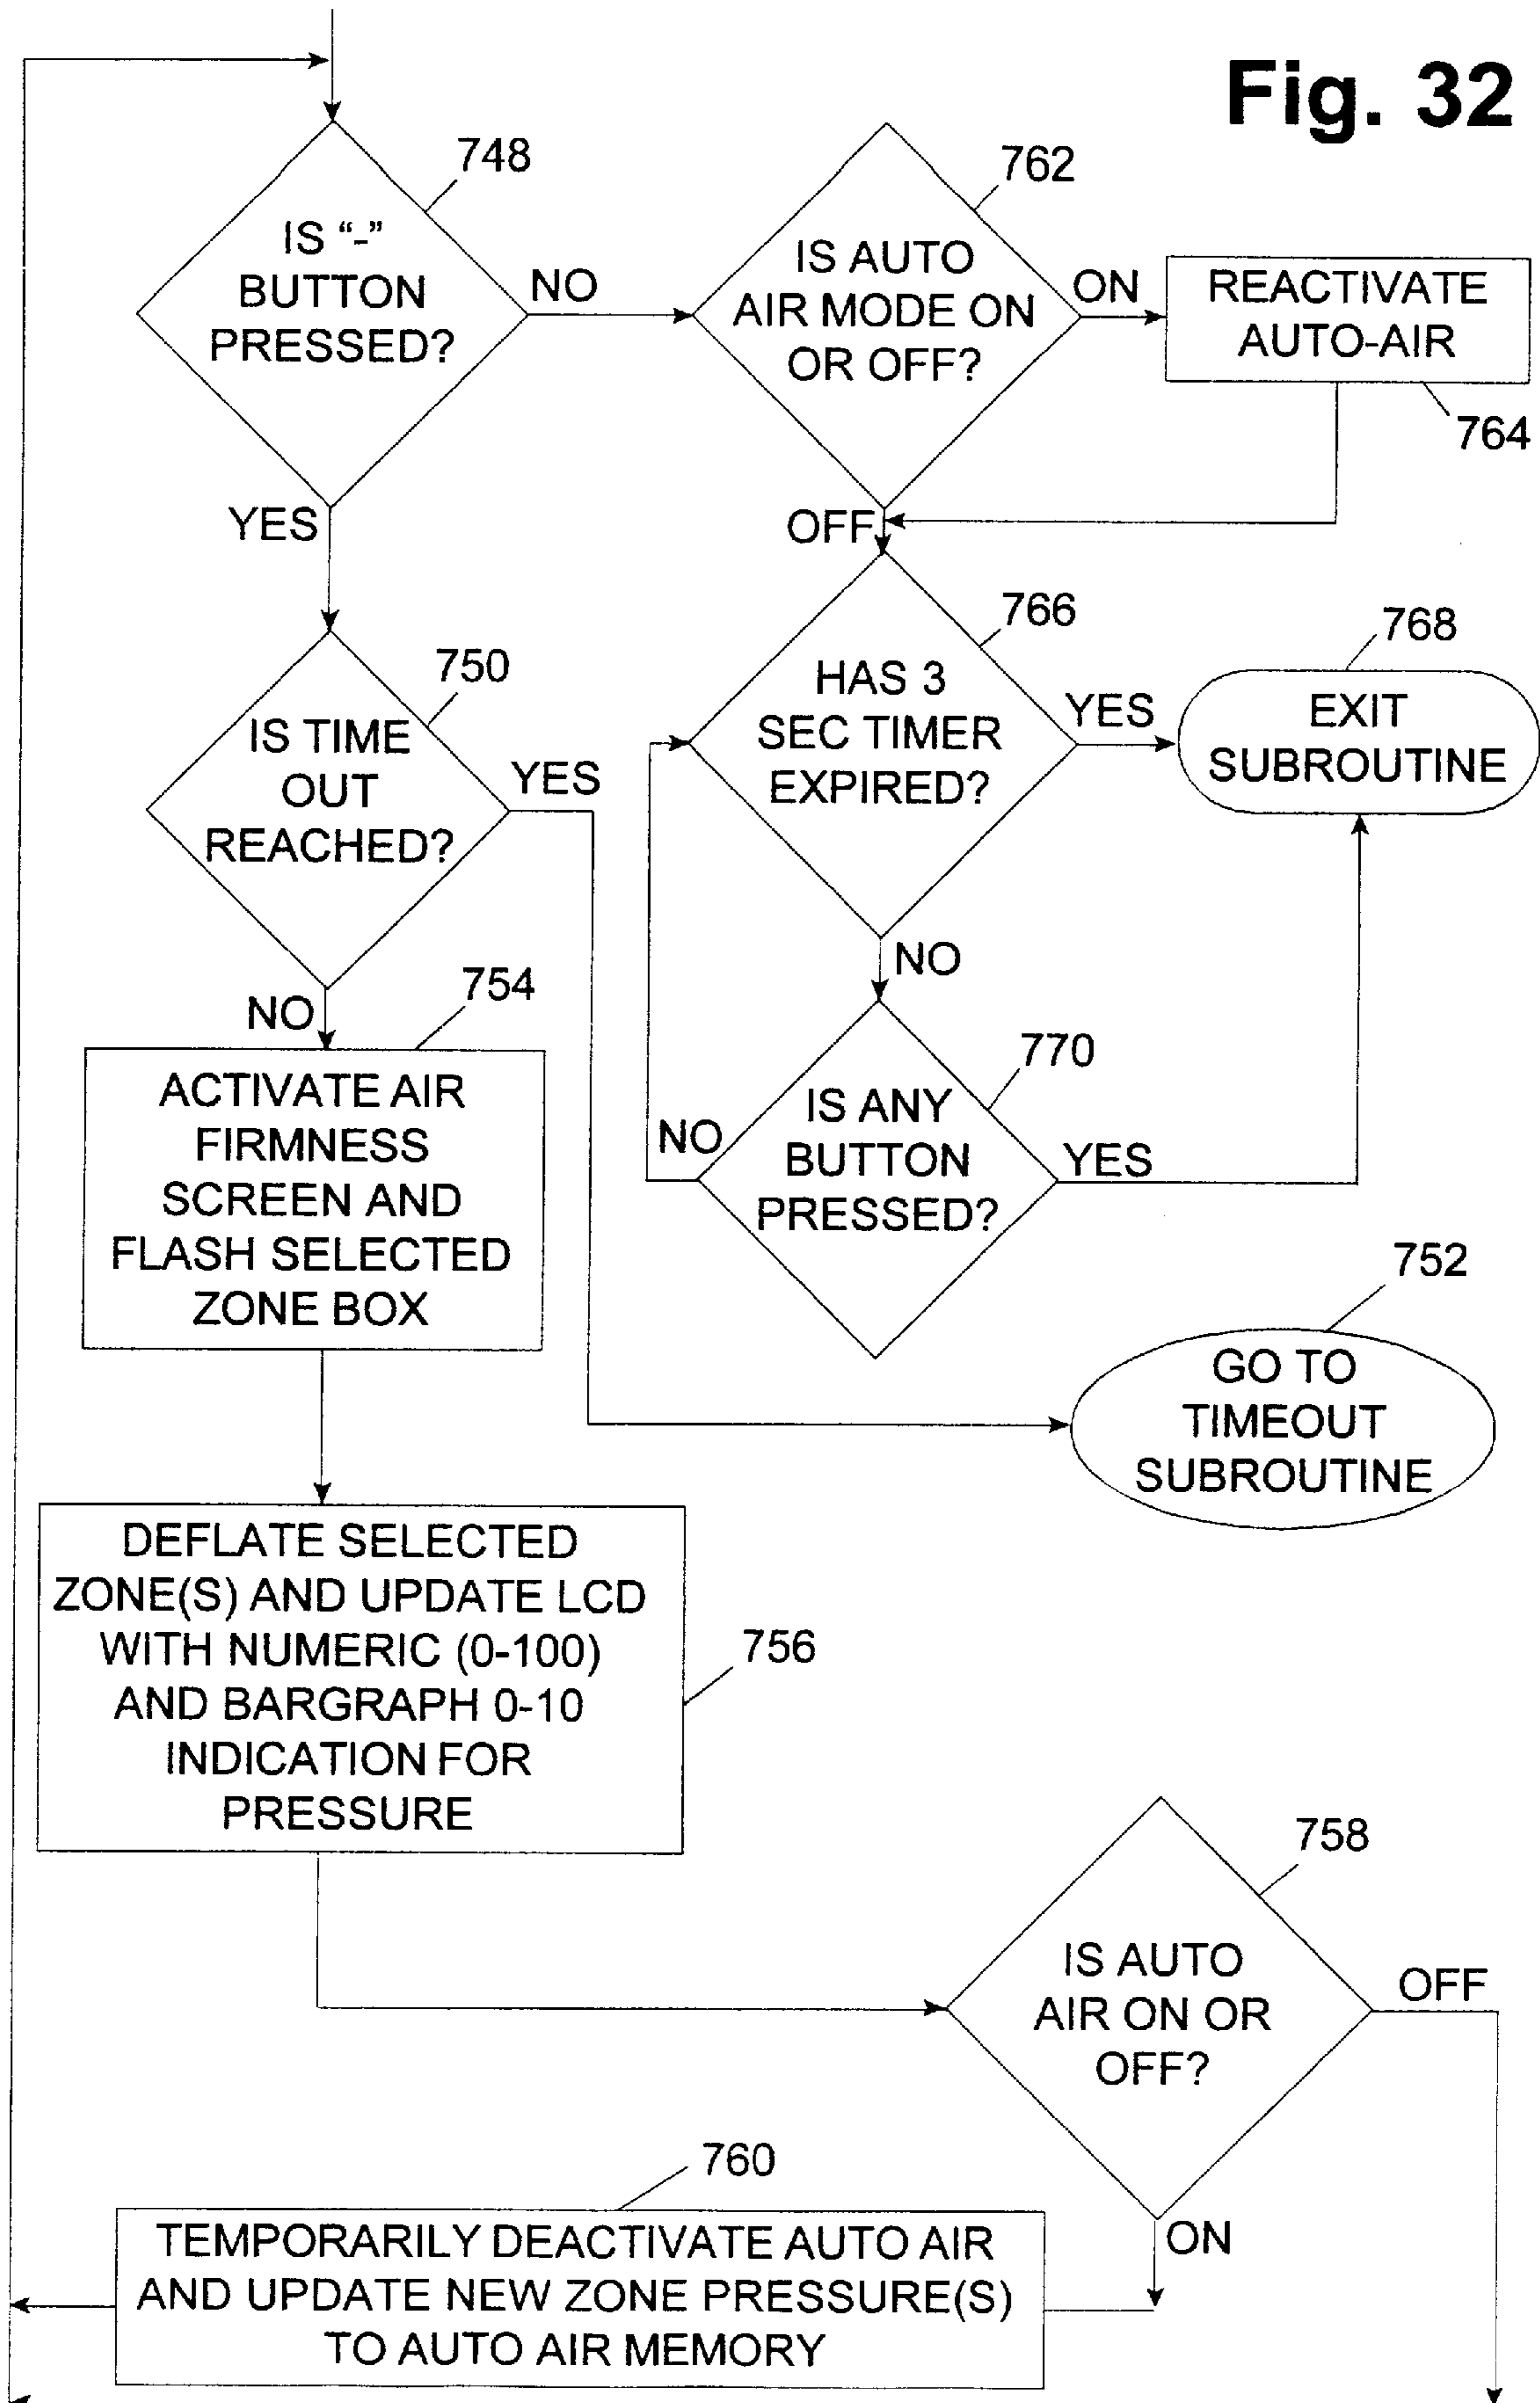 Fig. 32
748
IS "-"
BUTTON
PRESSED?
NO
YES
762
IS AUTO
AIR MODE ON
OR OFF?
ON
OFF
REACTIVATE
AUTO-AIR
764
750
IS TIME
OUT
REACHED?
YES
NO
766
HAS 3
SEC TIMER
EXPIRED?
YES
NO
768
EXIT
SUBROUTINE
754
ACTIVATE AIR
FIRMNESS
SCREEN AND
FLASH SELECTED
ZONE BOX
770
IS ANY
BUTTON
PRESSED?
NO
YES
752
GO TO
TIMEOUT
SUBROUTINE
DEFLATE SELECTED
ZONE(S) AND UPDATE LCD
WITH NUMERIC (0-100)
AND BARGRAPH 0-10
INDICATION FOR
PRESSURE
756
758
IS AUTO
AIR ON OR
OFF?
OFF
ON
760
TEMPORARILY DEACTIVATE AUTO AIR
AND UPDATE NEW ZONE PRESSURE(S)
TO AUTO AIR MEMORY